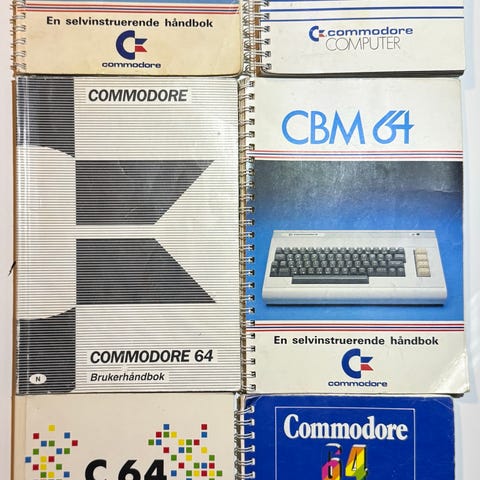 En selvinstruerende håndbok
commodore
commodore
COMPUTER
COMMODORE
COMMODORE 64
Brukerhåndbok
N
CBM 64
En selvinstruerende håndbok
commodore
C 64
Commodore
64